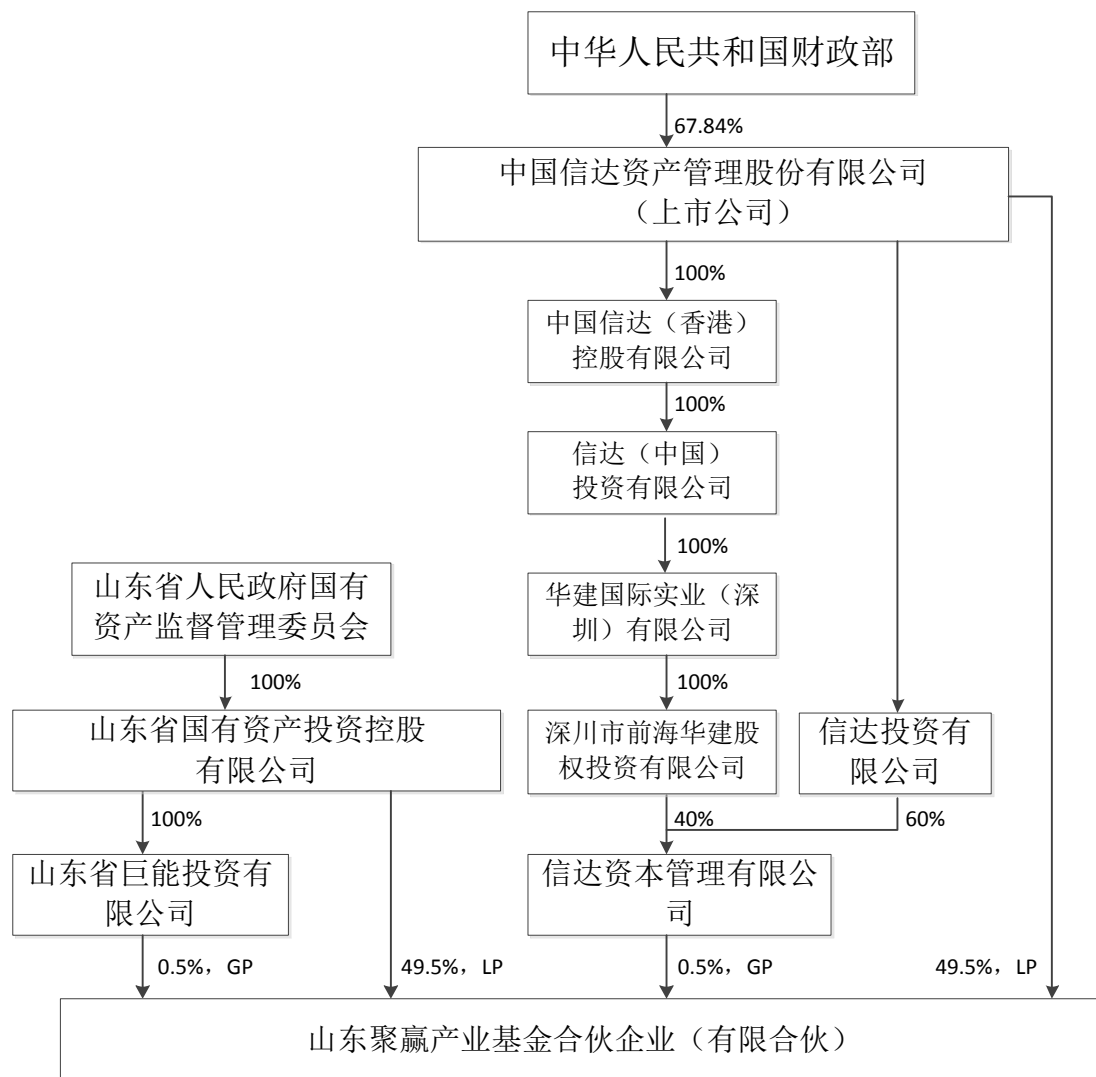 中华人民共和国财政部
67.84%
中国信达资产管理股份有限公司
（上市公司）
100%
中国信达（香港）
控股有限公司
100%
信达（中国）
投资有限公司
100%
山东省人民政府国有
资产监督管理委员会
华建国际实业（深
圳）有限公司
100%
100%
山东省国有资产投资控股
有限公司
深川市前海华建股
权投资有限公司
信达投资有
限公司
100%
40%
60%
山东省巨能投资有
限公司
信达资本管理有限公
司
0.5%，GP
49.5%，LP
0.5%，GP
49.5%，LP
山东聚赢产业基金合伙企业（有限合伙）